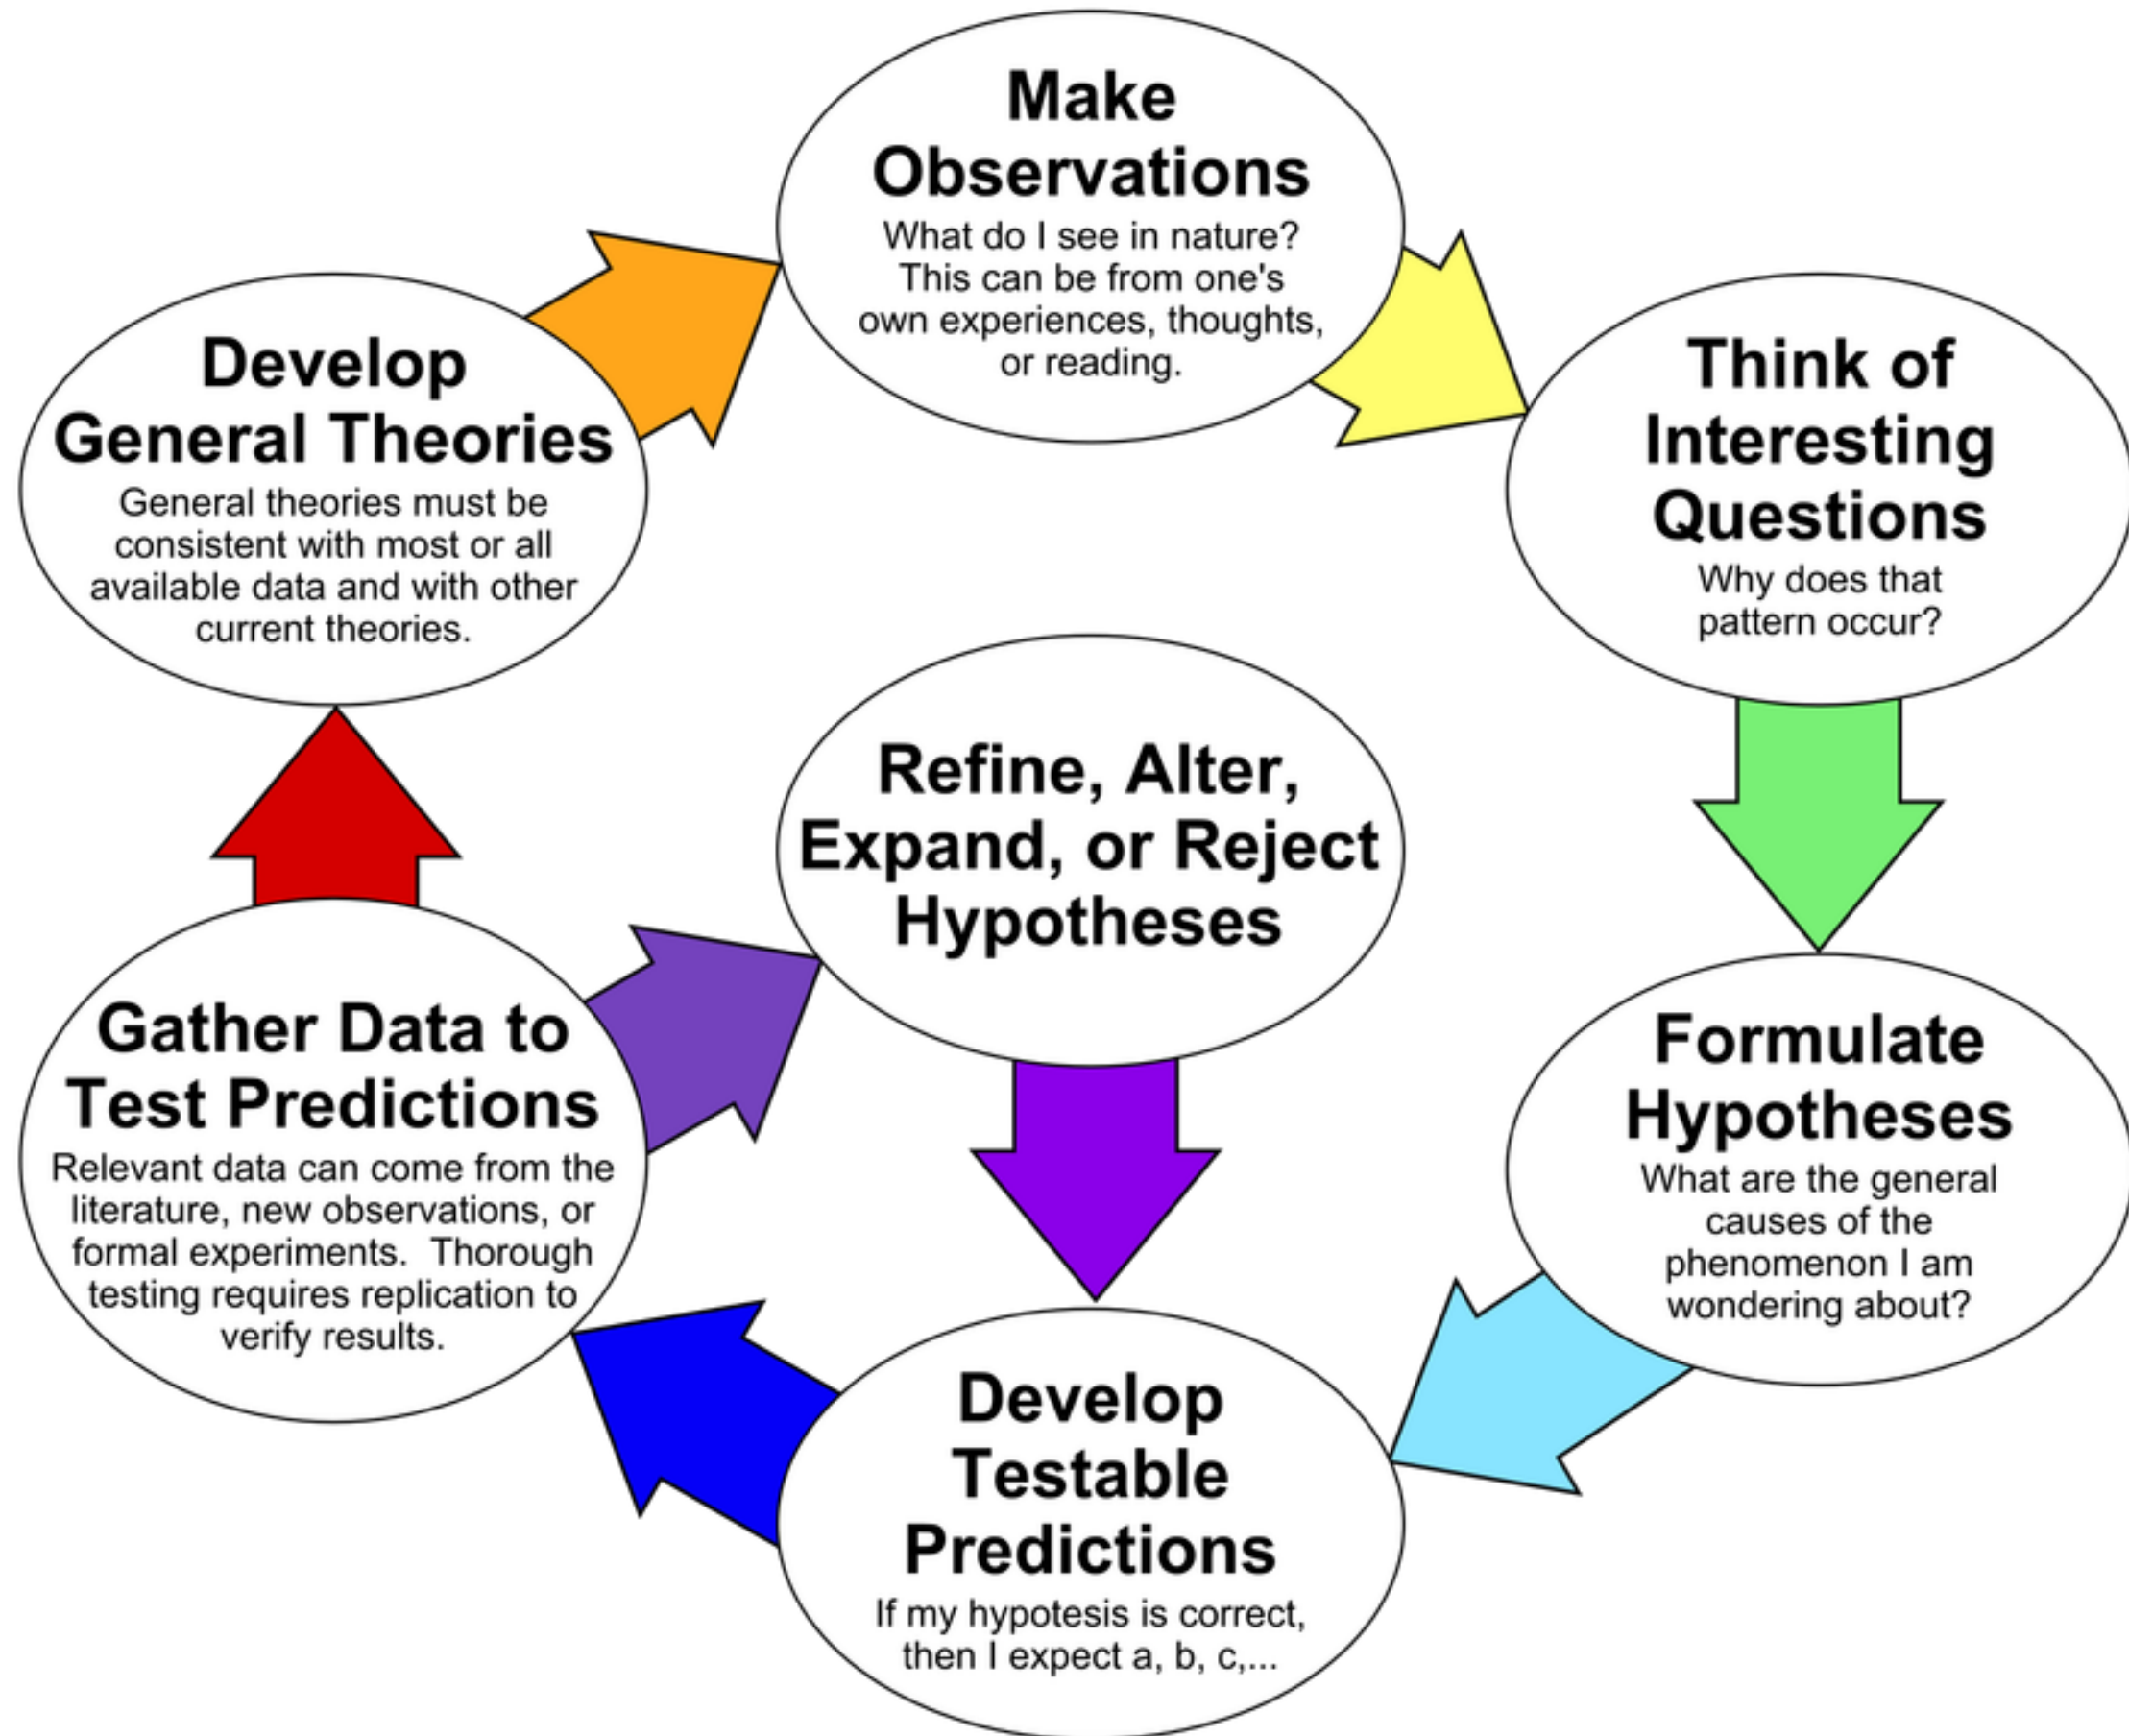 Make
Observations
What do I see in nature?
This can be from one's
own experiences, thoughts,
or reading.
Think of
Interesting
Questions
Why does that
pattern occur?
Formulate
Hypotheses
What are the general
causes of the
phenomenon I am
wondering about?
Develop
Testable
Predictions
If my hypotesis is correct,
then I expect a, b, c,...
Gather Data to
Test Predictions
Relevant data can come from the
literature, new observations, or
formal experiments.  Thorough
testing requires replication to
verify results.
Refine, Alter,
Expand, or Reject
Hypotheses
Develop
General Theories
General theories must be
consistent with most or all
available data and with other
current theories.